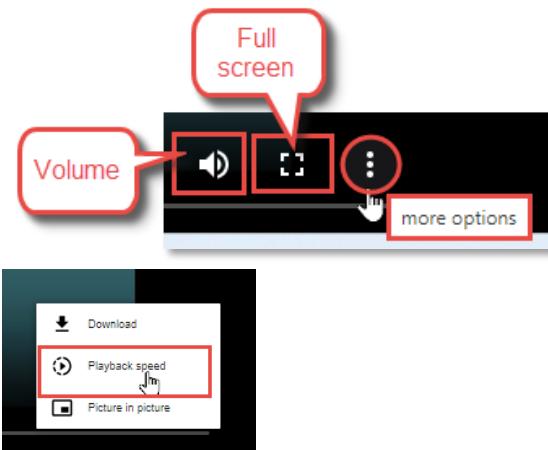 Full
screen
Volume
more options
Download
Playback speed
Picture in picture